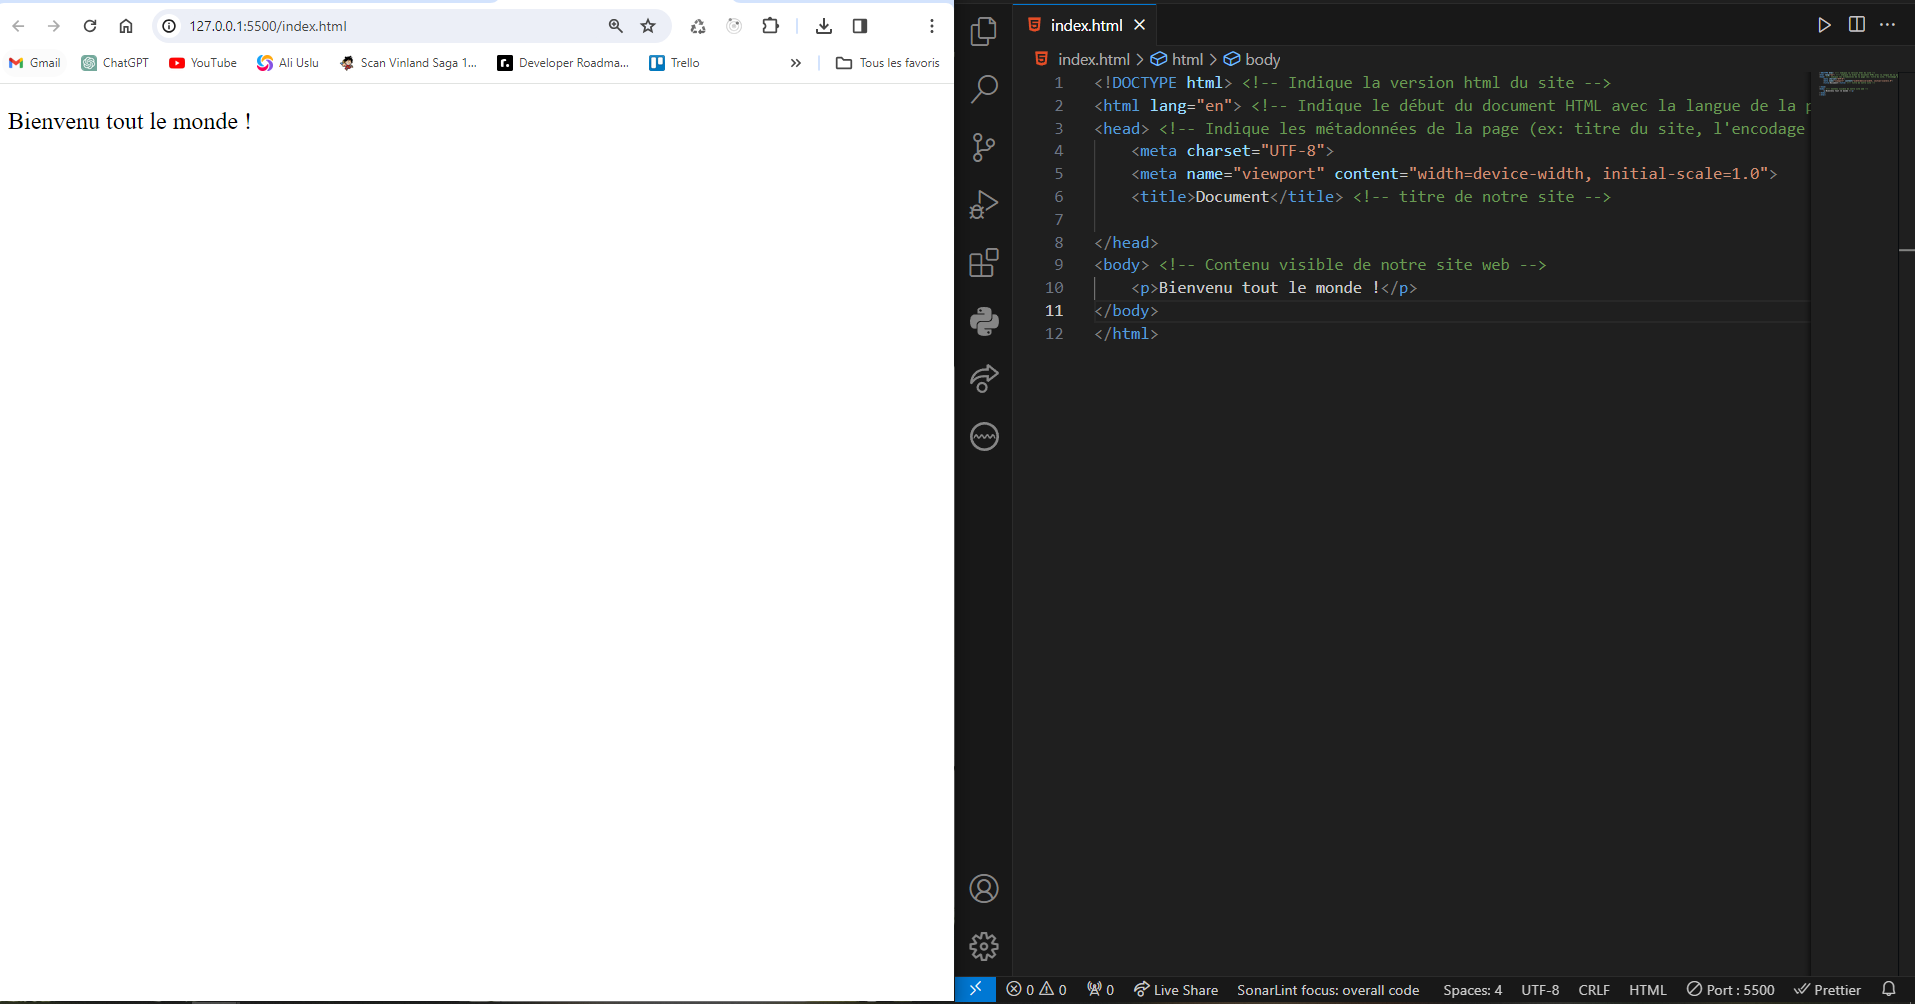 127.0.0.1:5500/index.html
Gmail ChatGPT YouTube Ali Uslu Scan Vinland Saga 1... Developer Roadma... Trello » Tous les favoris
Bienvenu tout le monde !
index.html
index.html > html > body
1 <!DOCTYPE html> <!-- Indique la version html du site -->
2 <html lang="en"> <!-- Indique le début du document HTML avec la langue de la p
3 <head> <!-- Indique les métadonnées de la page (ex: titre du site, l'encodage
4 <meta charset="UTF-8">
5 <meta name="viewport" content="width=device-width, initial-scale=1.0">
6 <title>Document</title> <!-- titre de notre site -->
7
8 </head>
9 <body> <!-- Contenu visible de notre site web -->
10 <p>Bienvenu tout le monde !</p>
11 </body>
12 </html>
0 0 0 Live Share SonarLint focus: overall code Spaces: 4 UTF-8 CRLF HTML Port : 5500 Prettier